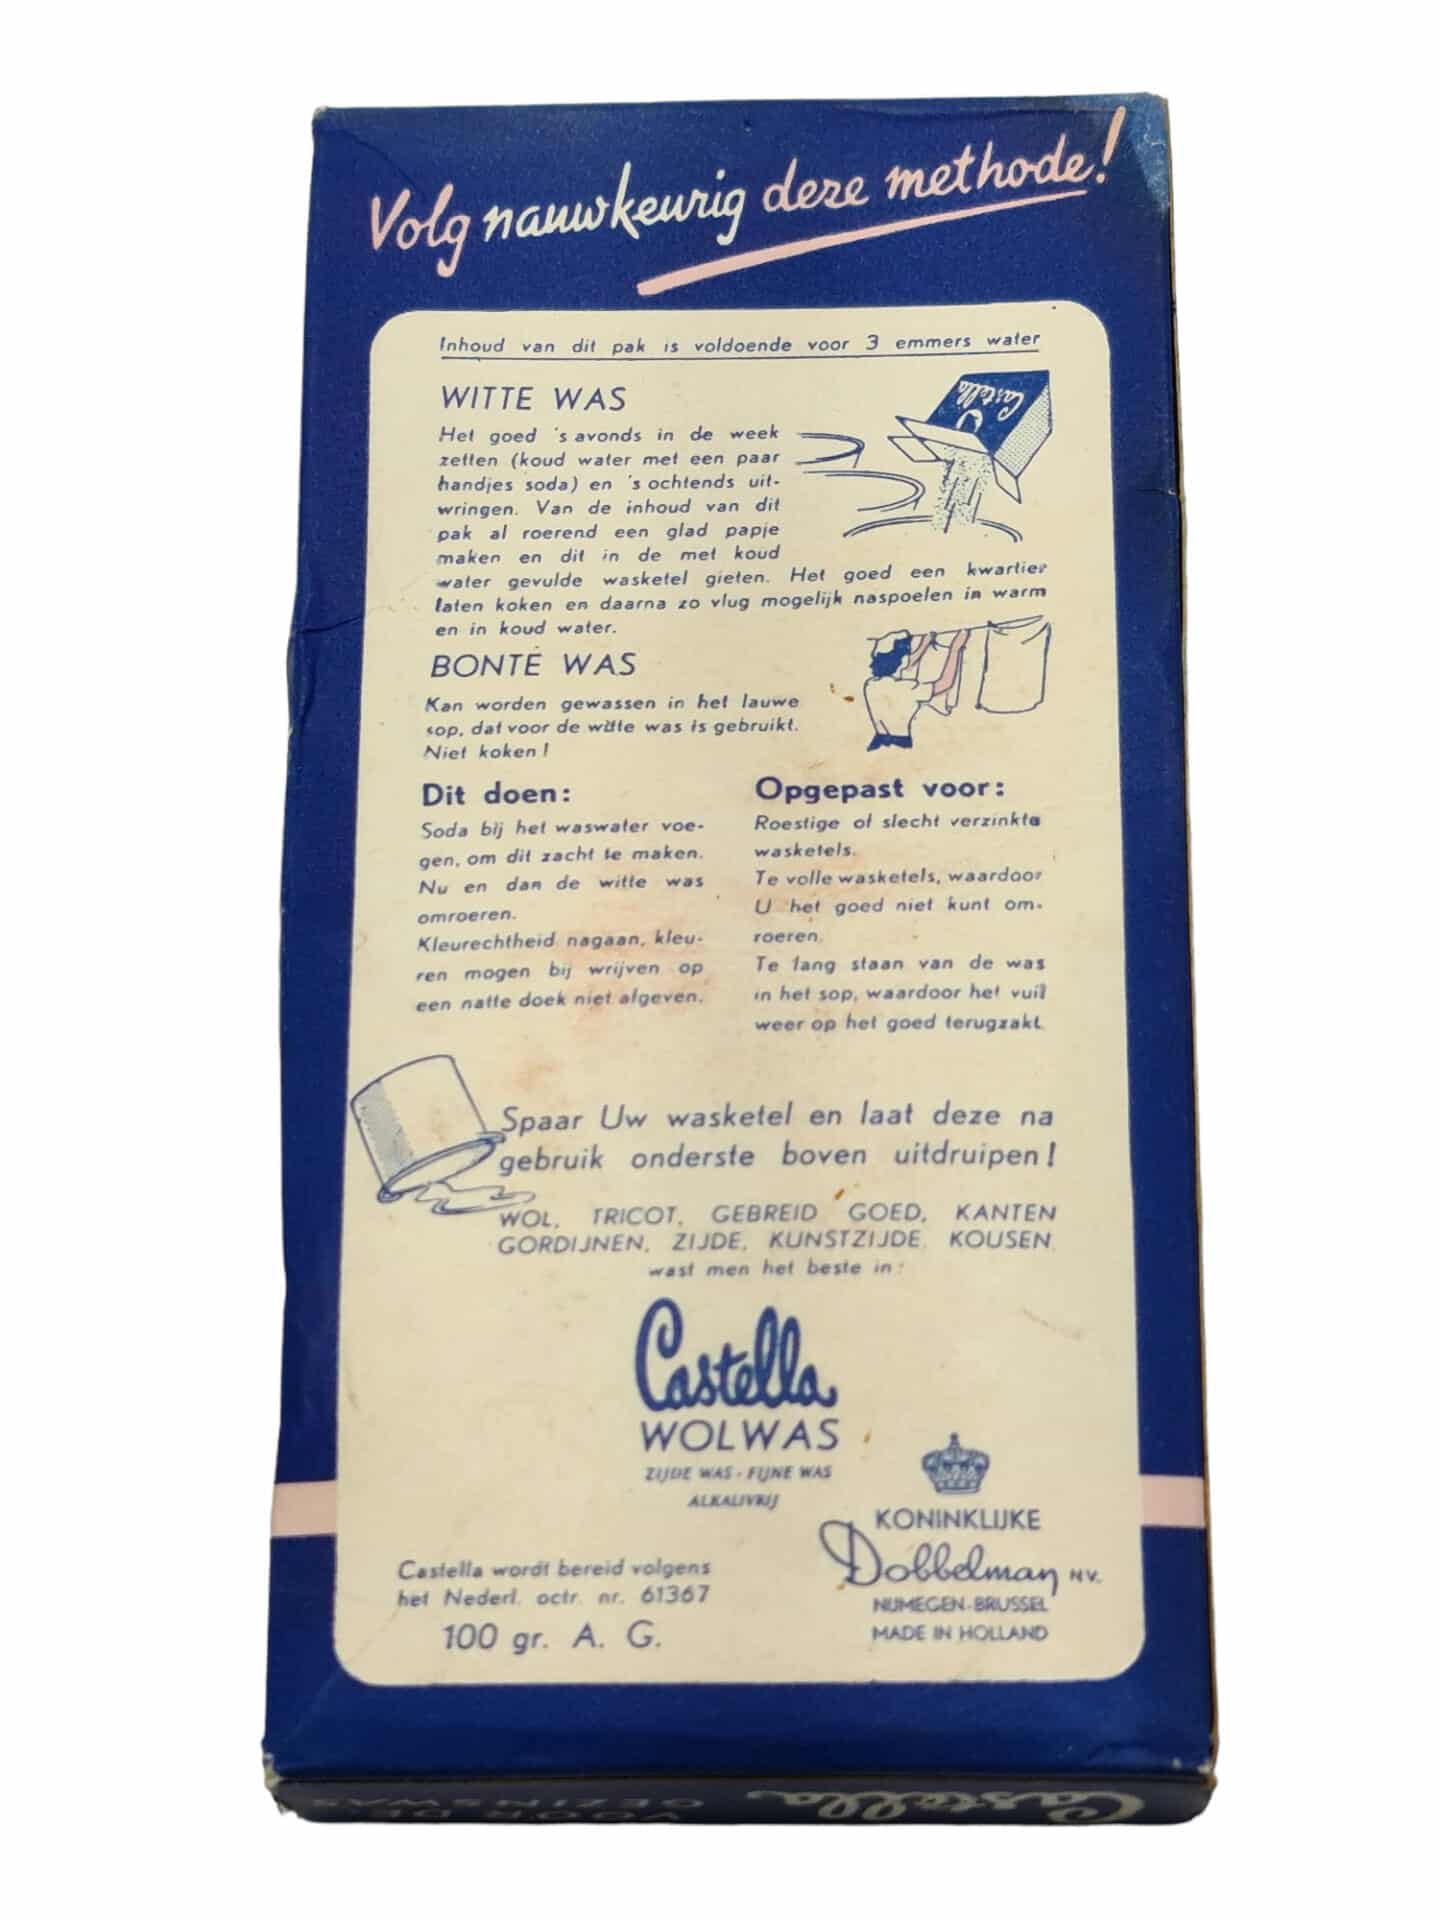 Volg nauwkeurig deze methode!
Inhoud van dit pak is voldoende voor 3 emmers water
WITTE WAS
Castella
Het goed 's avonds in de week
zetten (koud water met een paar
handjes soda) en 's ochtends uit-
wringen. Van de inhoud van dit
pak al roerend een glad papje
maken en dit in de met koud
water gevulde wasketel gieten. Het goed een kwartier
laten koken en daarna zo vlug mogelijk naspoelen in warm
en in koud water.
BONTE WAS
Kan worden gewassen in het lauwe
sop, dat voor de witte was is gebruikt.
Niet koken!
Dit doen:
Soda bij het waswater voe-
gen, om dit zacht te maken.
Nu en dan de witte was
omroeren.
Kleurechtheid nagaan, kleu-
ren mogen bij wrijven op
een natte doek niet afgeven.
Opgepast voor:
Roestige of slecht verzinkte
wasketels.
Te volle wasketels, waardoor
U het goed niet kunt om-
roeren.
Te lang staan van de was
in het sop, waardoor het vuil
weer op het goed terugzakt.
Spaar Uw wasketel en laat deze na
gebruik onderste boven uitdruipen!
WOL, TRICOT, GEBREID GOED, KANTEN
GORDIJNEN, ZIJDE, KUNSTZIJDE, KOUSEN
wast men het beste in:
Castella
WOLWAS
ZIJDE WAS - FIJNE WAS
ALKALIVRIJ
Castella wordt bereid volgens
het Nederl. octr. nr. 61367
100 gr. A. G.
KONINKLIJKE
Dobbelman N.V.
NIJMEGEN-BRUSSEL
MADE IN HOLLAND
Castella
VOOR DE
GEZINSWAS